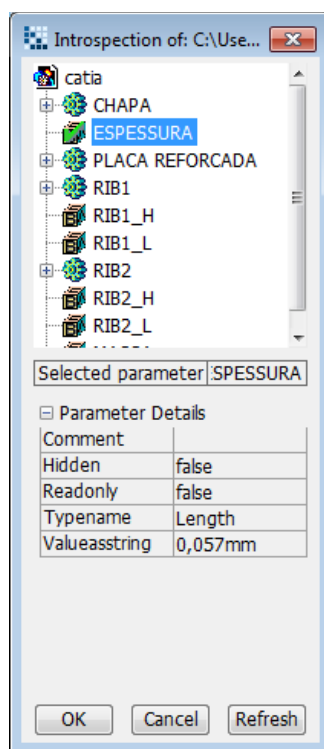 Introspection of: C:\Use...
catia
CHAPA
ESPESSURA
PLACA REFORCADA
RIB1
RIB1_H
RIB1_L
RIB2
RIB2_H
RIB2_L
Selected parameter :SPESSURA
Parameter Details
Comment
Hidden false
Readonly false
Typename Length
Valueasstring 0,057mm
OK Cancel Refresh